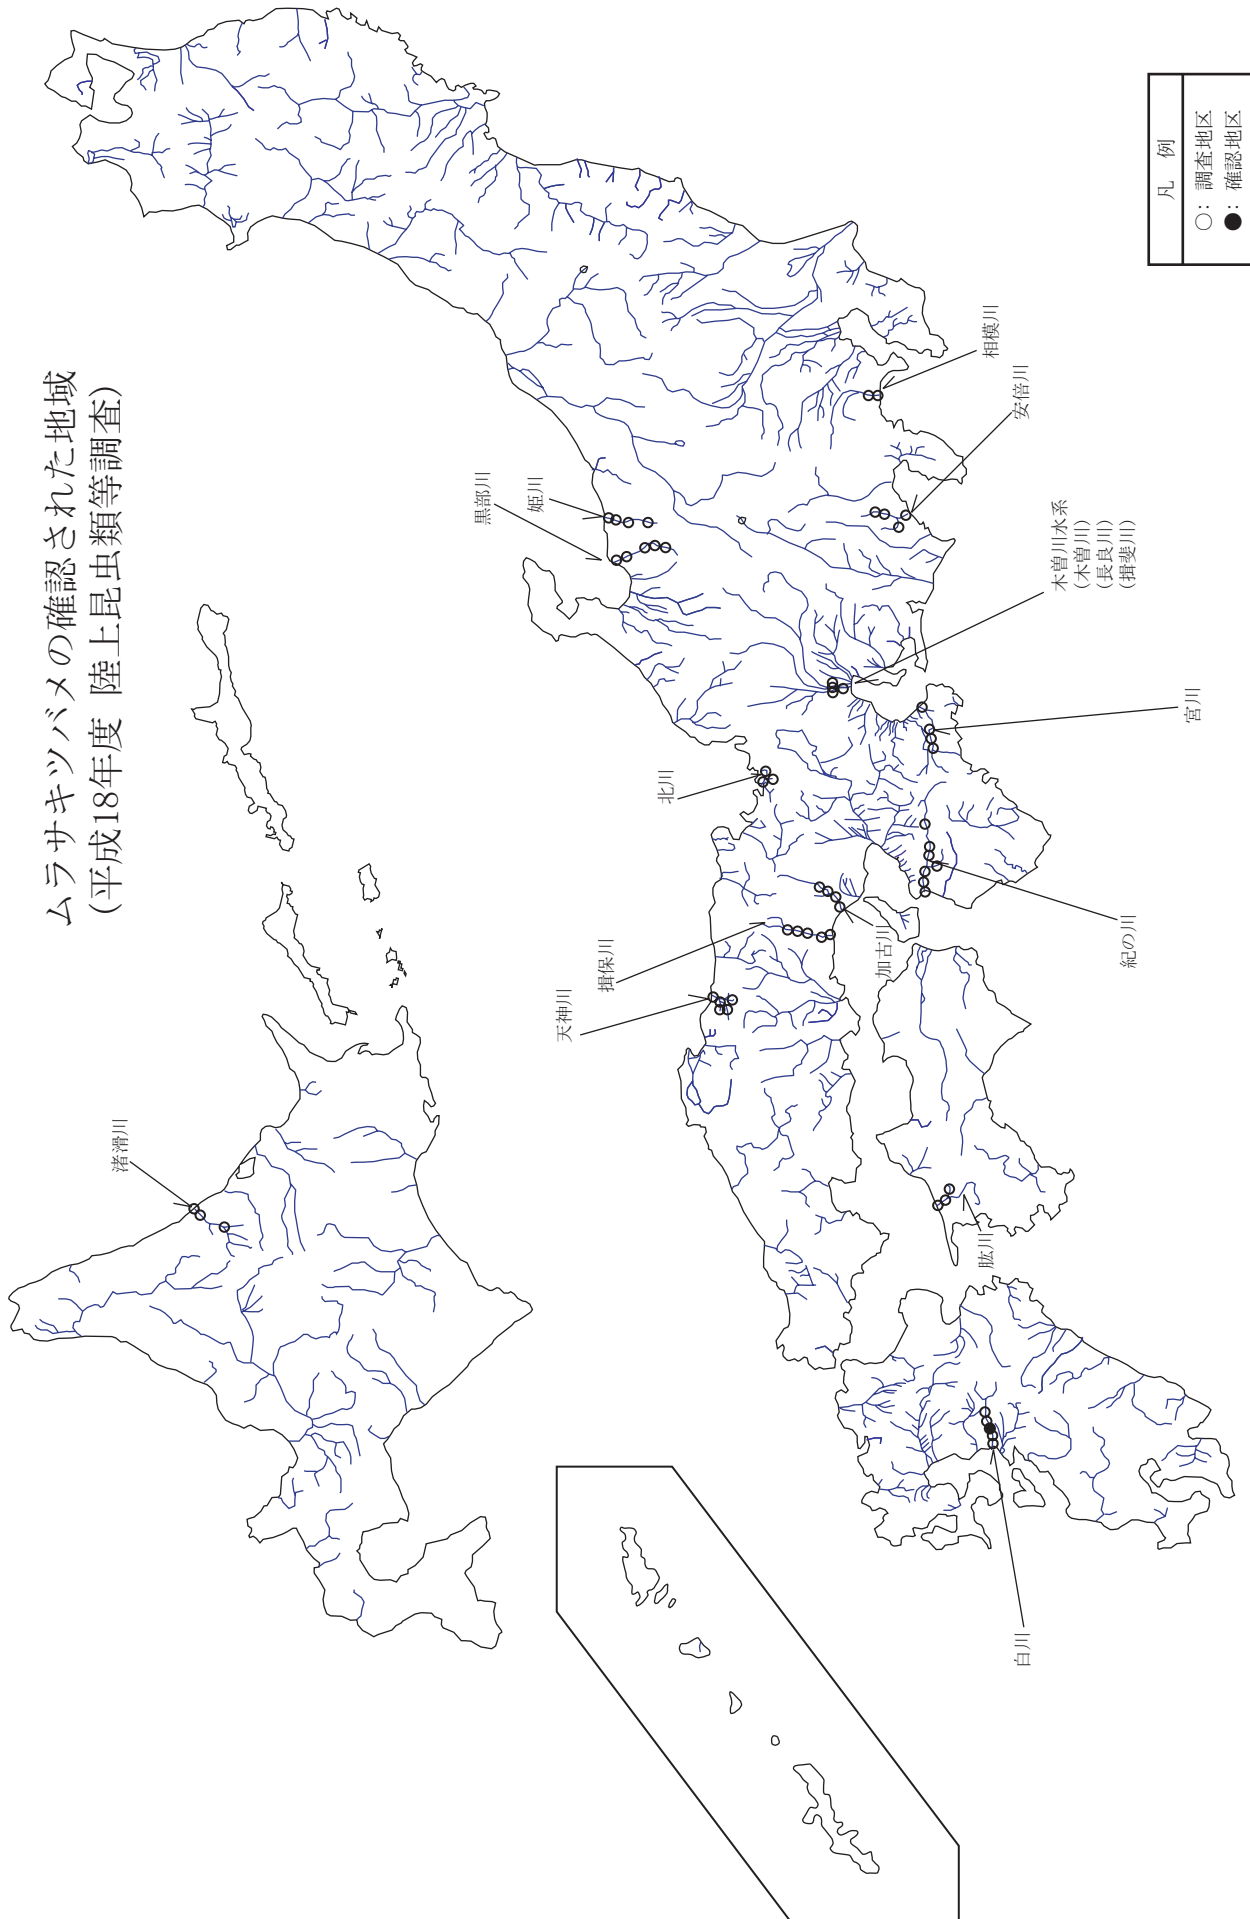 ムラサキツバメの確認された地域
(平成18年度 陸上昆虫類等調査)
渚滑川
黒部川
姫川
北川
揖保川
天神川
加古川
肱川
白川
紀の川
宮川
木曽川水系
(木曽川)
(長良川)
(揖斐川)
安倍川
相模川
凡 例
○: 調査地区
●: 確認地区